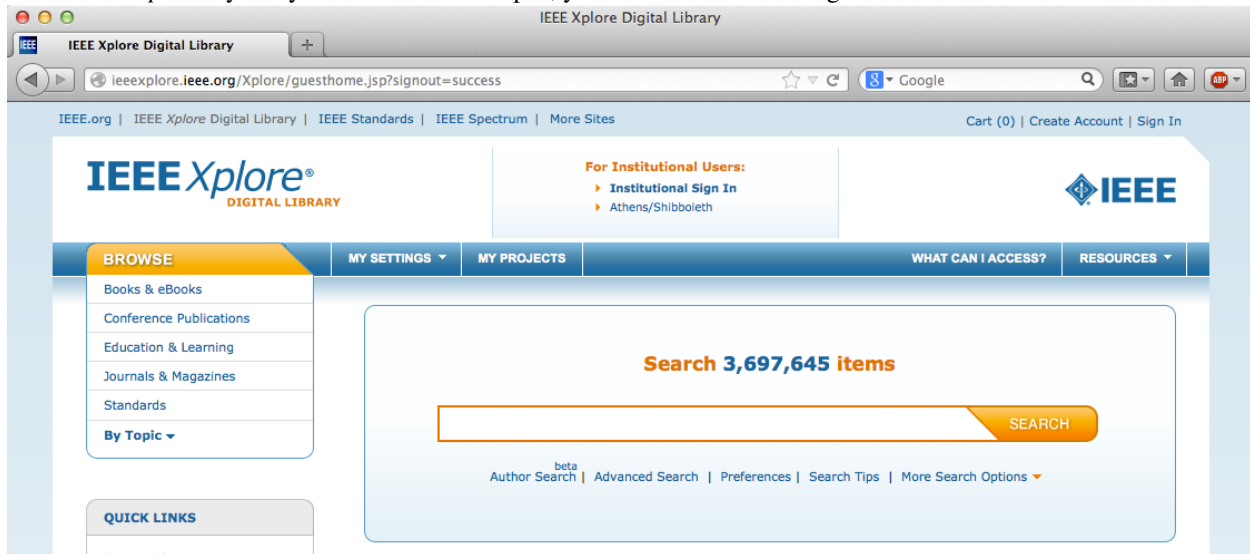 IEEE Xplore Digital Library
IEEE IEEE Xplore Digital Library +
ieeexplore.ieee.org/Xplore/guesthome.jsp?signout=success Google ABP
IEEE.org | IEEE Xplore Digital Library | IEEE Standards | IEEE Spectrum | More Sites Cart (0) | Create Account | Sign In
IEEE Xplore®
DIGITAL LIBRARY
For Institutional Users:
Institutional Sign In
Athens/Shibboleth
IEEE
BROWSE MY SETTINGS MY PROJECTS WHAT CAN I ACCESS? RESOURCES
Books & eBooks
Conference Publications
Education & Learning
Journals & Magazines
Standards
By Topic
Search 3,697,645 items
SEARCH
beta
Author Search | Advanced Search | Preferences | Search Tips | More Search Options
QUICK LINKS